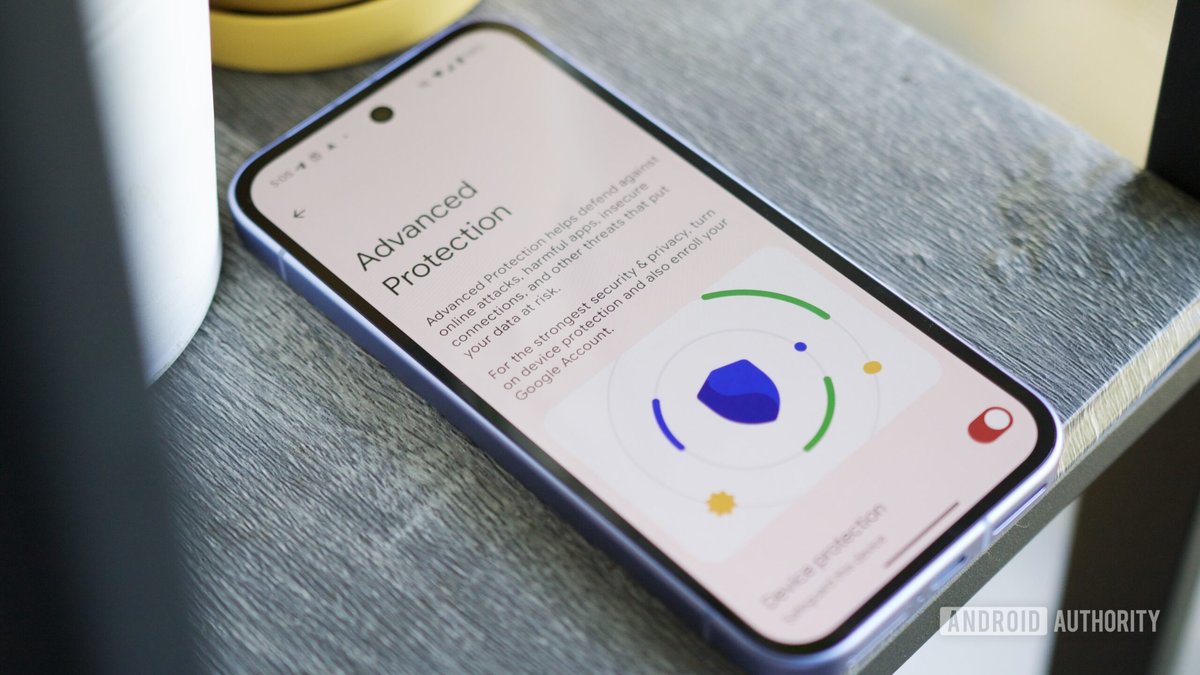 5:06
Advanced
Protection
Advanced Protection helps defend against
online attacks, harmful apps, insecure
connections, and other threats that put
your data at risk.
For the strongest security & privacy, turn
on device protection and also enroll your
Google Account.
Device protection
ANDROID AUTHORITY